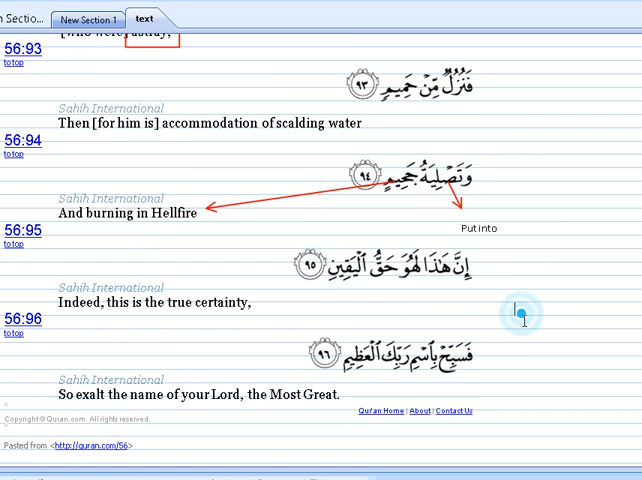 n Sectio...
New Section 1
text
[who were] astray,
56:93
to top
فَنُزُلٌ مِّنْ حَمِيمٍ ﴿٩٣﴾
Sahih International
Then [for him is] accommodation of scalding water
56:94
to top
وَتَصْلِيَةُ جَحِيمٍ ﴿٩٤﴾
Sahih International
And burning in Hellfire
Put into
56:95
to top
إِنَّ هَٰذَا لَهُوَ حَقُّ الْيَقِينِ ﴿٩٥﴾
Sahih International
Indeed, this is the true certainty,
56:96
to top
فَسَبِّحْ بِاسْمِ رَبِّكَ الْعَظِيمِ ﴿٩٦﴾
Sahih International
So exalt the name of your Lord, the Most Great.
Qur'an Home | About | Contact Us
Copyright © Quran.com. All rights reserved.
Pasted from <http://quran.com/56>